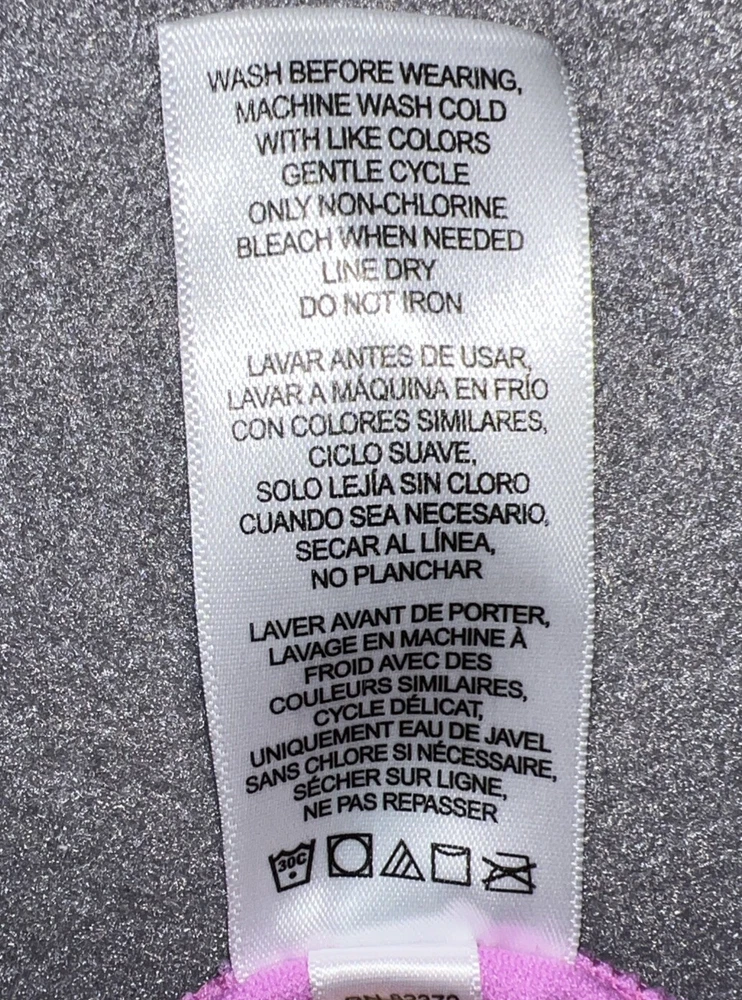 WASH BEFORE WEARING,
MACHINE WASH COLD
WITH LIKE COLORS
GENTLE CYCLE
ONLY NON-CHLORINE
BLEACH WHEN NEEDED
LINE DRY
DO NOT IRON
LAVAR ANTES DE USAR,
LAVAR A MÁQUINA EN FRÍO
CON COLORES SIMILARES,
CICLO SUAVE,
SOLO LEJÍA SIN CLORO
CUANDO SEA NECESARIO,
SECAR AL LÍNEA,
NO PLANCHAR
LAVER AVANT DE PORTER,
LAVAGE EN MACHINE À
FROID AVEC DES
COULEURS SIMILAIRES,
CYCLE DÉLICAT,
UNIQUEMENT EAU DE JAVEL
SANS CHLORE SI NÉCESSAIRE,
SÉCHER SUR LIGNE,
NE PAS REPASSER
30C